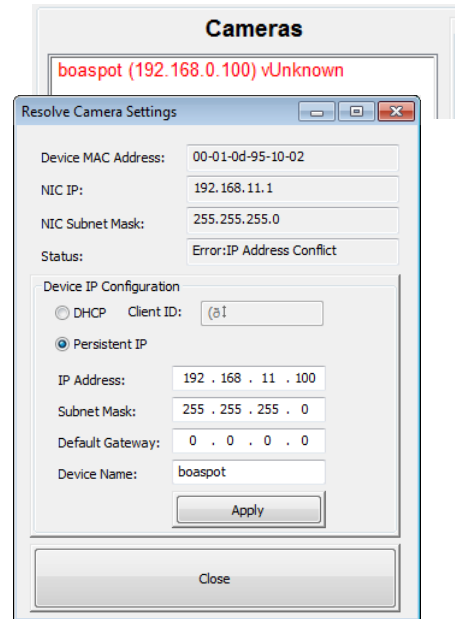 Cameras
boaspot (192.168.0.100) vUnknown
Resolve Camera Settings
Device MAC Address: 00-01-0d-95-10-02
NIC IP: 192.168.11.1
NIC Subnet Mask: 255.255.255.0
Status: Error:IP Address Conflict
Device IP Configuration
DHCP Client ID: (ðI
Persistent IP
IP Address: 192 . 168 . 11 . 100
Subnet Mask: 255 . 255 . 255 . 0
Default Gateway: 0 . 0 . 0 . 0
Device Name: boaspot
Apply
Close